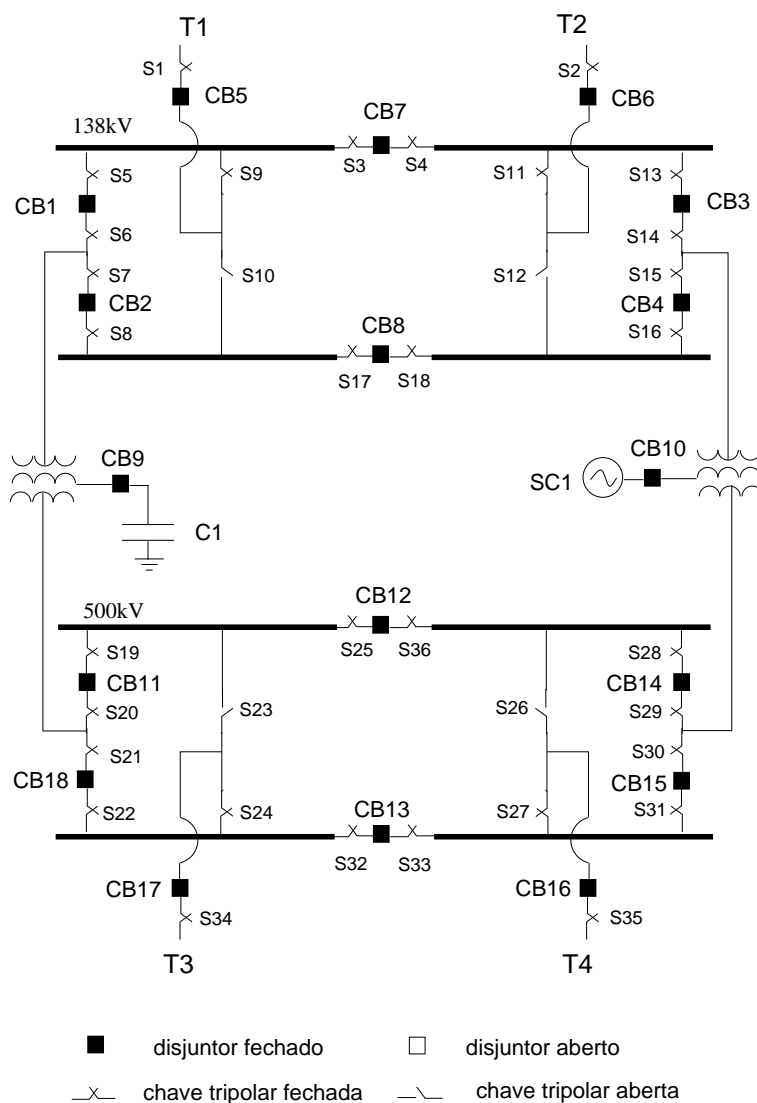 T1 T2
S1 S2
CB5 CB6
CB7
138kV
S3 S4
S5 S9 S11 S13
CB1 CB3
S6 S14
S7 S10 S12 S15
CB2 CB4
CB8
S8 S16
S17 S18
CB9 CB10
SC1
C1
CB12
500kV
S25 S36
S19 S28
CB11 CB14
S20 S23 S26 S29
S21 S30
CB18 CB15
CB13
S22 S24 S27 S31
S32 S33
CB17 CB16
S34 S35
T3 T4
disjuntor fechado disjuntor aberto
chave tripolar fechada chave tripolar aberta